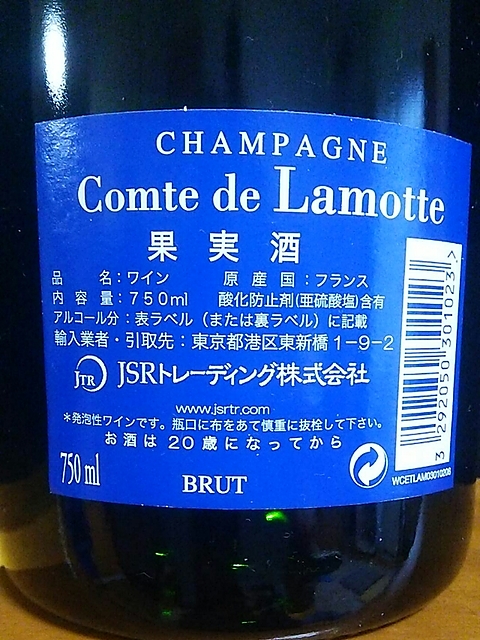 CHAMPAGNE
Comte de Lamotte
果実酒
品　　名：ワイン　　原産国：フランス
内容量：750ml　酸化防止剤(亜硫酸塩)含有
アルコール分：表ラベル（または裏ラベル）に記載
輸入業者・引取先：東京都港区東新橋1-9-2
JTR JSRトレーディング株式会社
www.jsrtr.com
*発泡性ワインです。瓶口に布をあて慎重に抜栓して下さい。
お酒は20歳になってから
750 ml
BRUT
3 292050 301023 >
WCETLAM03010208